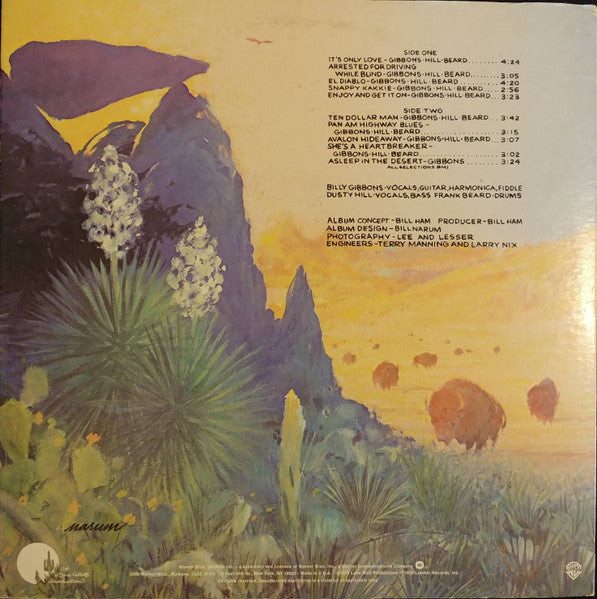 SIDE ONE
IT'S ONLY LOVE-GIBBONS·HILL·BEARD........4:24
ARRESTED FOR DRIVING
WHILE BLIND-GIBBONS·HILL·BEARD........3:05
EL DIABLO-GIBBONS·HILL·BEARD........4:20
SNAPPY KAKKIE-GIBBONS·HILL·BEARD......2:56
ENJOY AND GET IT ON-GIBBONS·HILL·BEARD....3:23
SIDE TWO
TEN DOLLAR MAN-GIBBONS·HILL·BEARD.....3:42
PAN AM HIGHWAY BLUES-
GIBBONS·HILL·BEARD........3:15
AVALON HIDEAWAY-GIBBONS·HILL·BEARD....3:07
SHE'S A HEARTBREAKER-
GIBBONS·HILL·BEARD........3:02
ASLEEP IN THE DESERT-GIBBONS........3:24
ALL SELECTIONS BMI
BILLY GIBBONS-VOCALS,GUITAR,HARMONICA,FIDDLE
DUSTY HILL-VOCALS, BASS FRANK BEARD-DRUMS
ALBUM CONCEPT-BILL HAM PRODUCER-BILL HAM
ALBUM DESIGN-BILL NARUM
PHOTOGRAPHY-LEE AND LESSER
ENGINEERS-TERRY MANNING AND LARRY NIX
narum